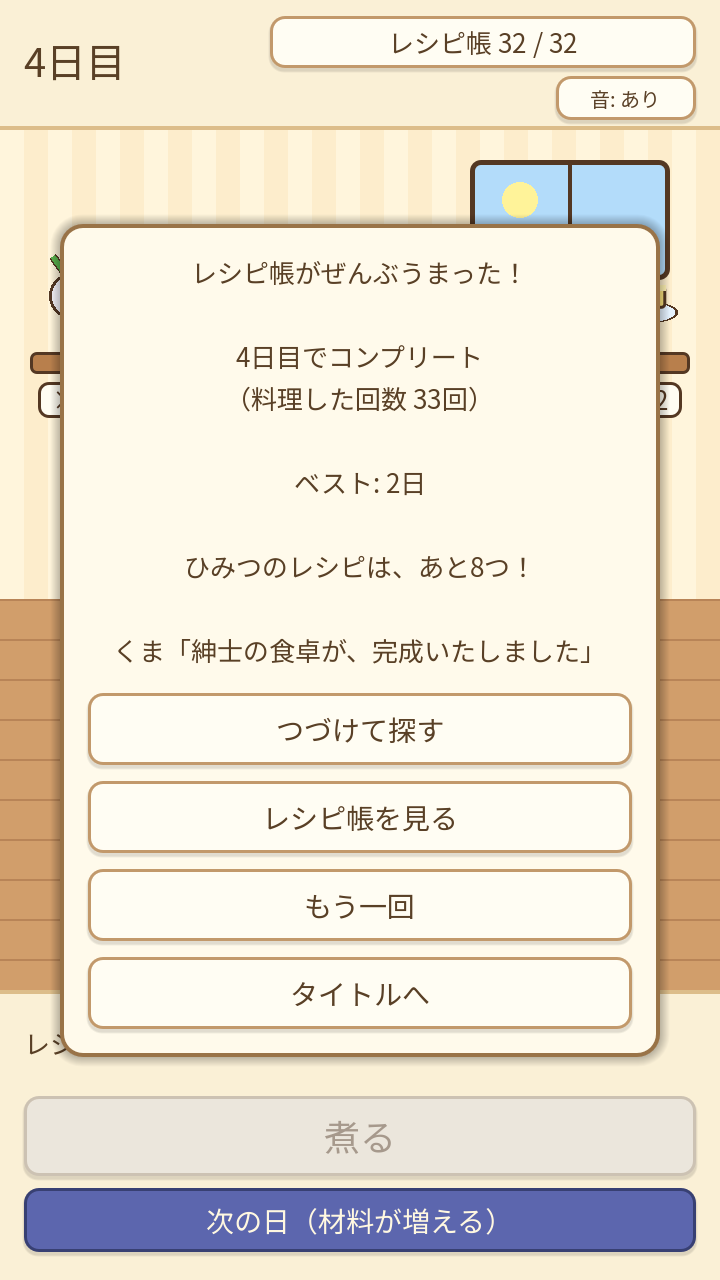 4日目
レシピ帳 32 / 32
音: あり
レシピ帳がぜんぶうまった！
4日目でコンプリート
（料理した回数 33回）
ベスト: 2日
ひみつのレシピは、あと8つ！
くま「紳士の食卓が、完成いたしました」
つづけて探す
レシピ帳を見る
もう一回
タイトルへ
レシ
煮る
次の日（材料が増える）